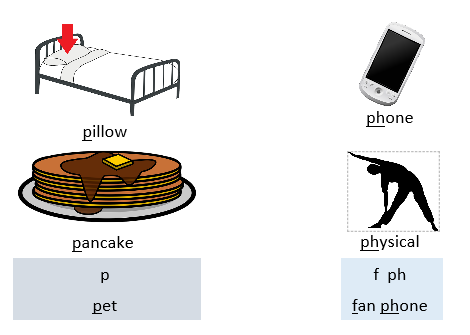 pillow
phone
pancake
physical
p
pet
f ph
fan phone